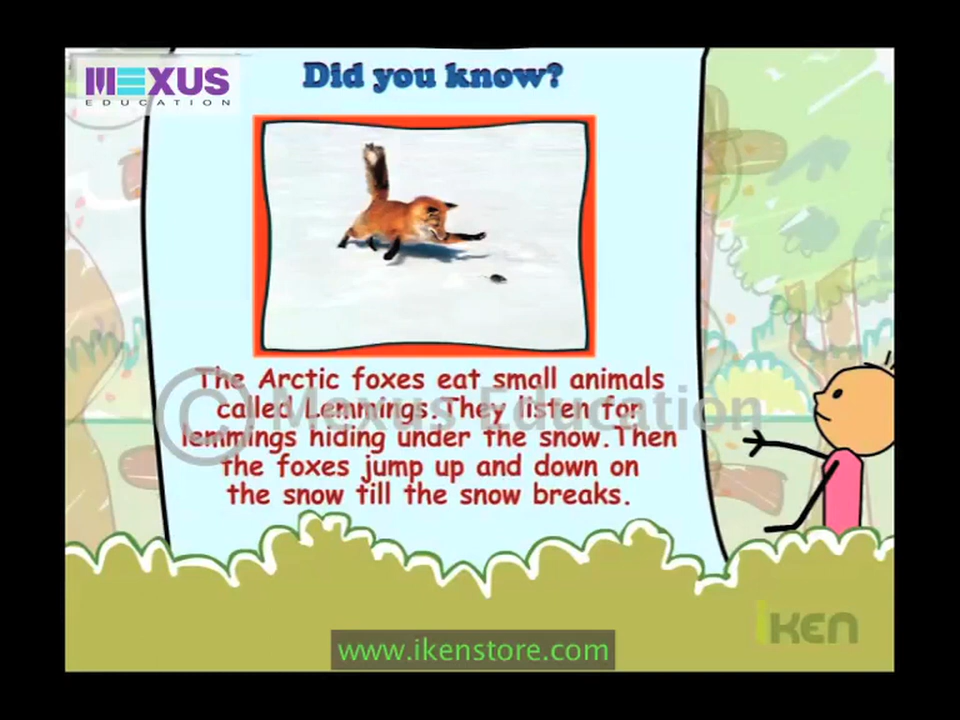 MEXUS
EDUCATION
Did you know?
The Arctic foxes eat small animals
called Lemmings.They listen for
lemmings hiding under the snow.Then
the foxes jump up and down on
the snow till the snow breaks.
© Mexus Education
iKEN
www.ikenstore.com